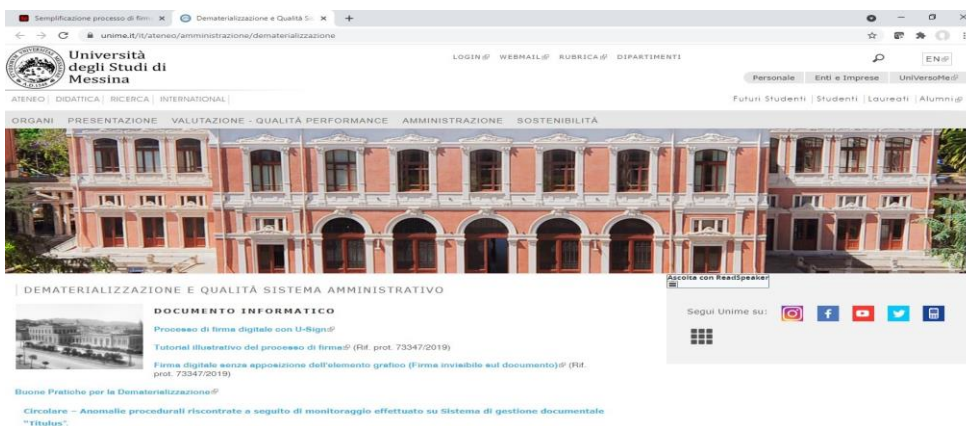 Semplificazione processo di firm
Dematerializzazione e Qualità Si
unime.it/it/ateneo/amministrazione/dematerializzazione
Università
degli Studi di
Messina
LOGIN WEBMAIL RUBRICA DIPARTIMENTI
EN
Personale Enti e Imprese UniVersoMe
ATENEO DIDATTICA RICERCA INTERNATIONAL
Futuri Studenti Studenti Laureati Alumni
ORGANI PRESENTAZIONE VALUTAZIONE - QUALITÀ PERFORMANCE AMMINISTRAZIONE SOSTENIBILITÀ
Ascolta con ReadSpeaker
DEMATERIALIZZAZIONE E QUALITÀ SISTEMA AMMINISTRATIVO
DOCUMENTO INFORMATICO
Segui Unime su:
Processo di firma digitale con U-Sign
Tutorial illustrativo del processo di firma (Rif. prot. 73347/2019)
Firma digitale senza apposizione dell'elemento grafico (Firma invisibile sul documento) (Rif.
prot. 73347/2019)
Buone Pratiche per la Dematerializzazione
Circolare – Anomalie procedurali riscontrate a seguito di monitoraggio effettuato su Sistema di gestione documentale
"Titulus".